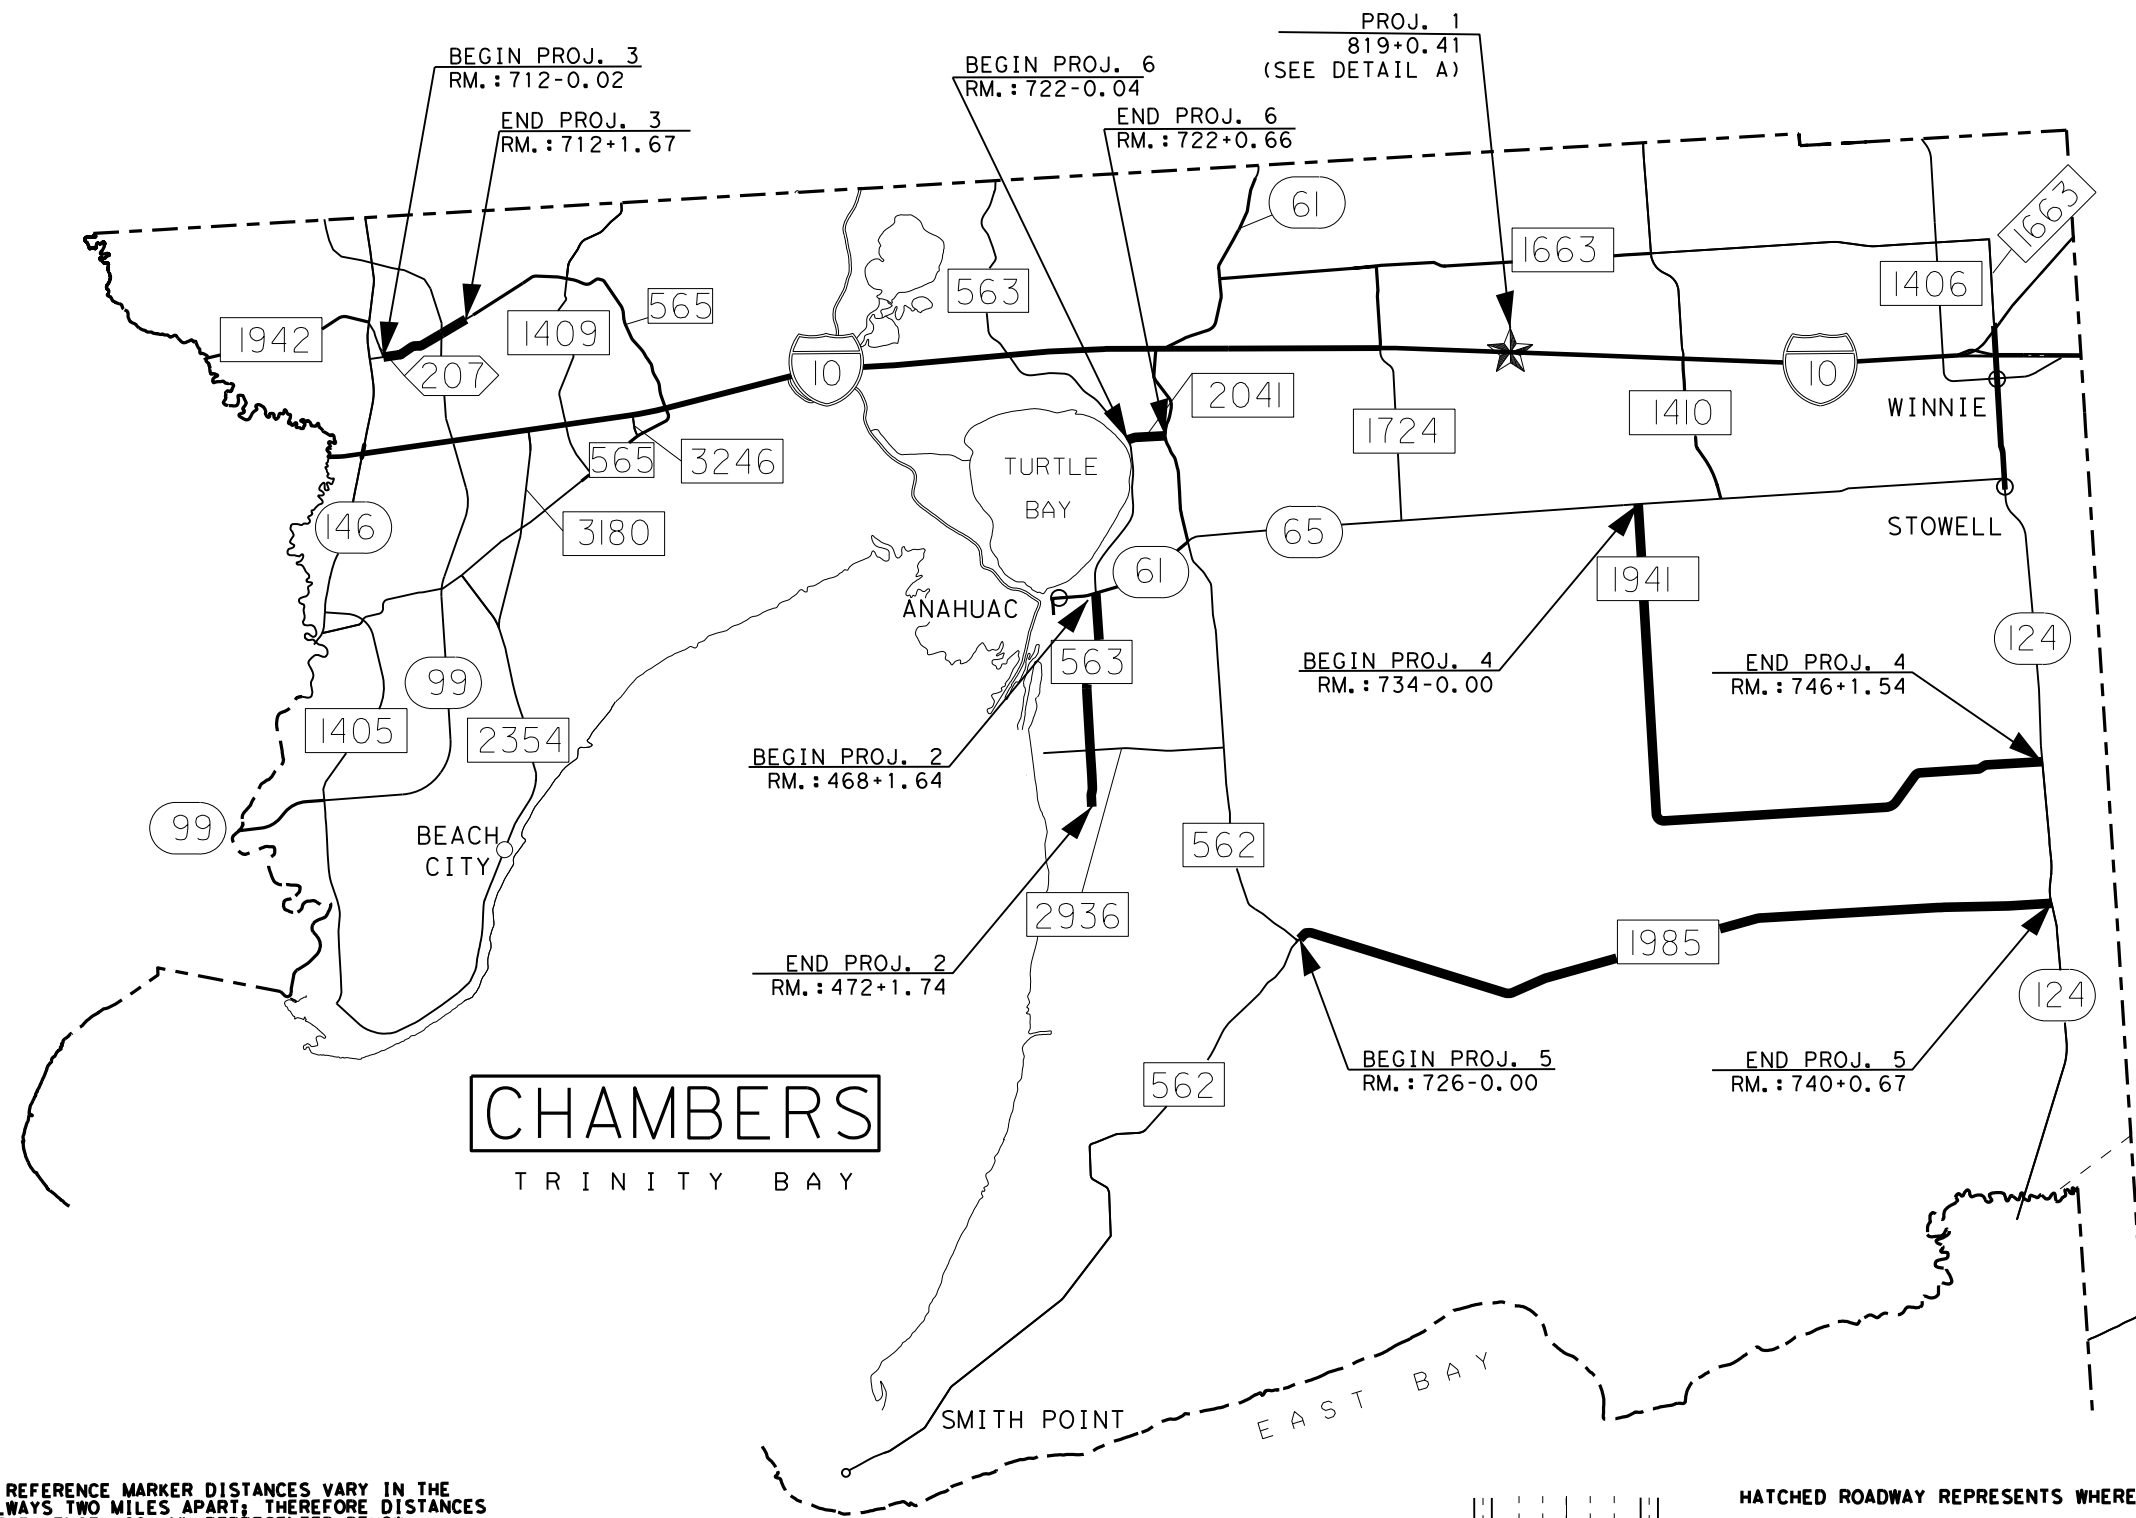 PROJ. 1
819+0.41
(SEE DETAIL A)
BEGIN PROJ. 3
RM.:712-0.02
END PROJ. 3
RM.:712+1.67
BEGIN PROJ. 6
RM.:722-0.04
END PROJ. 6
RM.:722+0.66
61
1663
1663
1406
563
565
1409
1942
207
10
10
2041
1724
1410
WINNIE
565
3246
TURTLE
BAY
146
3180
65
STOWELL
61
1941
ANAHUAC
563
124
BEGIN PROJ. 4
RM.:734-0.00
END PROJ. 4
RM.:746+1.54
99
1405
2354
BEGIN PROJ. 2
RM.:468+1.64
99
BEACH
CITY
562
2936
1985
END PROJ. 2
RM.:472+1.74
124
BEGIN PROJ. 5
RM.:726-0.00
END PROJ. 5
RM.:740+0.67
562
CHAMBERS
TRINITY BAY
EAST BAY
SMITH POINT
REFERENCE MARKER DISTANCES VARY IN THE
WAYS TWO MILES APART; THEREFORE DISTANCES
HATCHED ROADWAY REPRESENTS WHERE